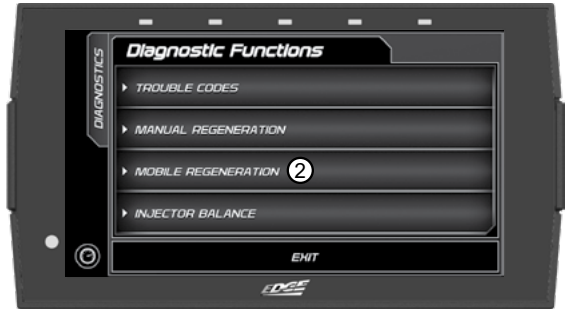 DIAGNOSTICS
Diagnostic Functions
TROUBLE CODES
MANUAL REGENERATION
MOBILE REGENERATION 2
INJECTOR BALANCE
EXIT
EDGE